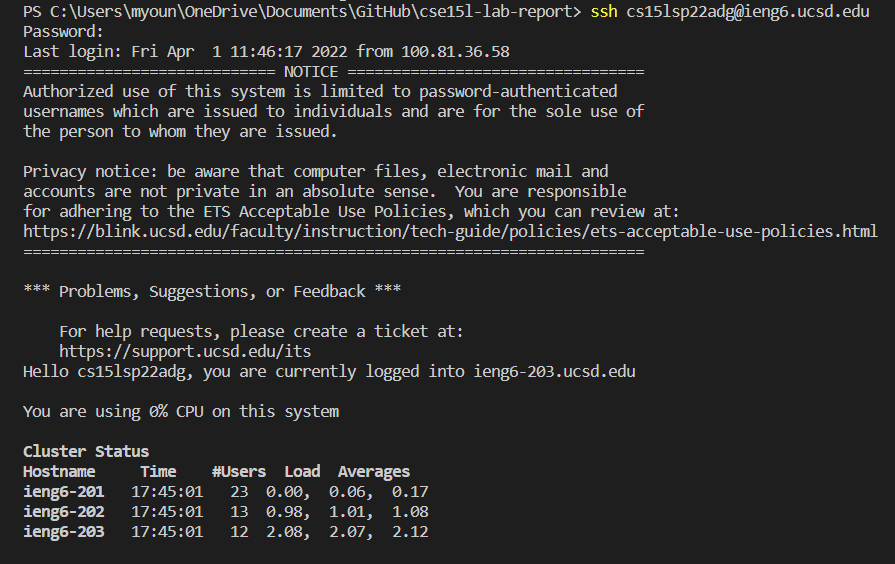 PS C:\Users\myoun\OneDrive\Documents\GitHub\cse15l-lab-report> ssh cs15lsp22adg@ieng6.ucsd.edu
Password:
Last login: Fri Apr  1 11:46:17 2022 from 100.81.36.58
============================ NOTICE =================================
Authorized use of this system is limited to password-authenticated
usernames which are issued to individuals and are for the sole use of
the person to whom they are issued.

Privacy notice: be aware that computer files, electronic mail and
accounts are not private in an absolute sense.  You are responsible
for adhering to the ETS Acceptable Use Policies, which you can review at:
https://blink.ucsd.edu/faculty/instruction/tech-guide/policies/ets-acceptable-use-policies.html
=====================================================================

*** Problems, Suggestions, or Feedback ***

    For help requests, please create a ticket at:
    https://support.ucsd.edu/its
Hello cs15lsp22adg, you are currently logged into ieng6-203.ucsd.edu

You are using 0% CPU on this system

Cluster Status
Hostname     Time    #Users  Load  Averages
ieng6-201   17:45:01   23  0.00,  0.06,  0.17
ieng6-202   17:45:01   13  0.98,  1.01,  1.08
ieng6-203   17:45:01   12  2.08,  2.07,  2.12